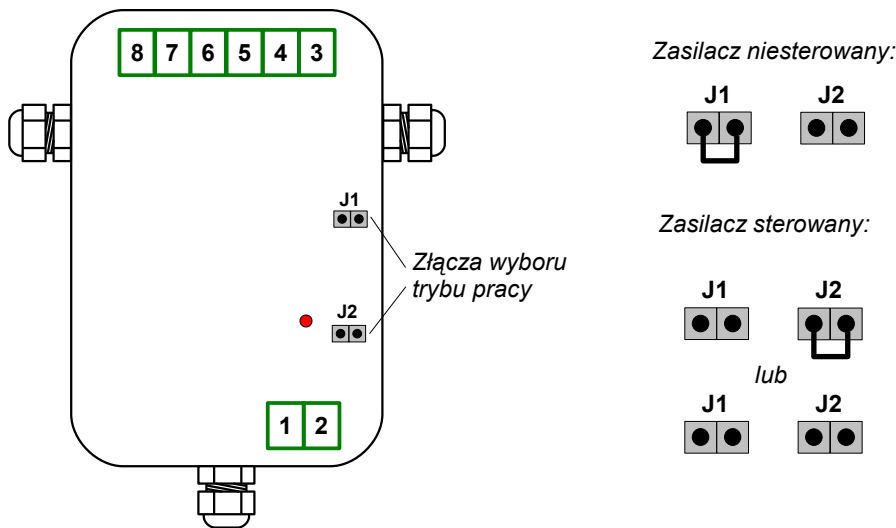 8 7 6 5 4 3
J1
Złącza wyboru
trybu pracy
J2
1 2
Zasilacz niesterowany:
J1 J2
Zasilacz sterowany:
J1 J2
lub
J1 J2